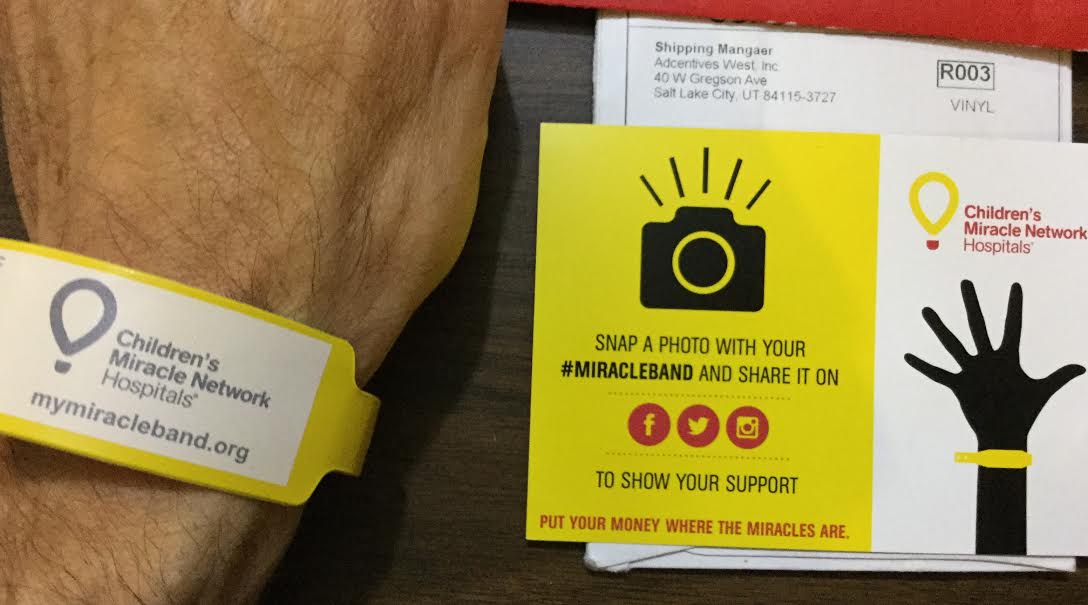 Children's
Miracle Network
Hospitals®
mymiracleband.org
Shipping Mangaer
Adcentives West, Inc.
40 W Gregson Ave
Salt Lake City, UT 84115-3727
R003
VINYL
SNAP A PHOTO WITH YOUR
#MIRACLEBAND AND SHARE IT ON
f
TO SHOW YOUR SUPPORT
PUT YOUR MONEY WHERE THE MIRACLES ARE.
Children's
Miracle Network
Hospitals®